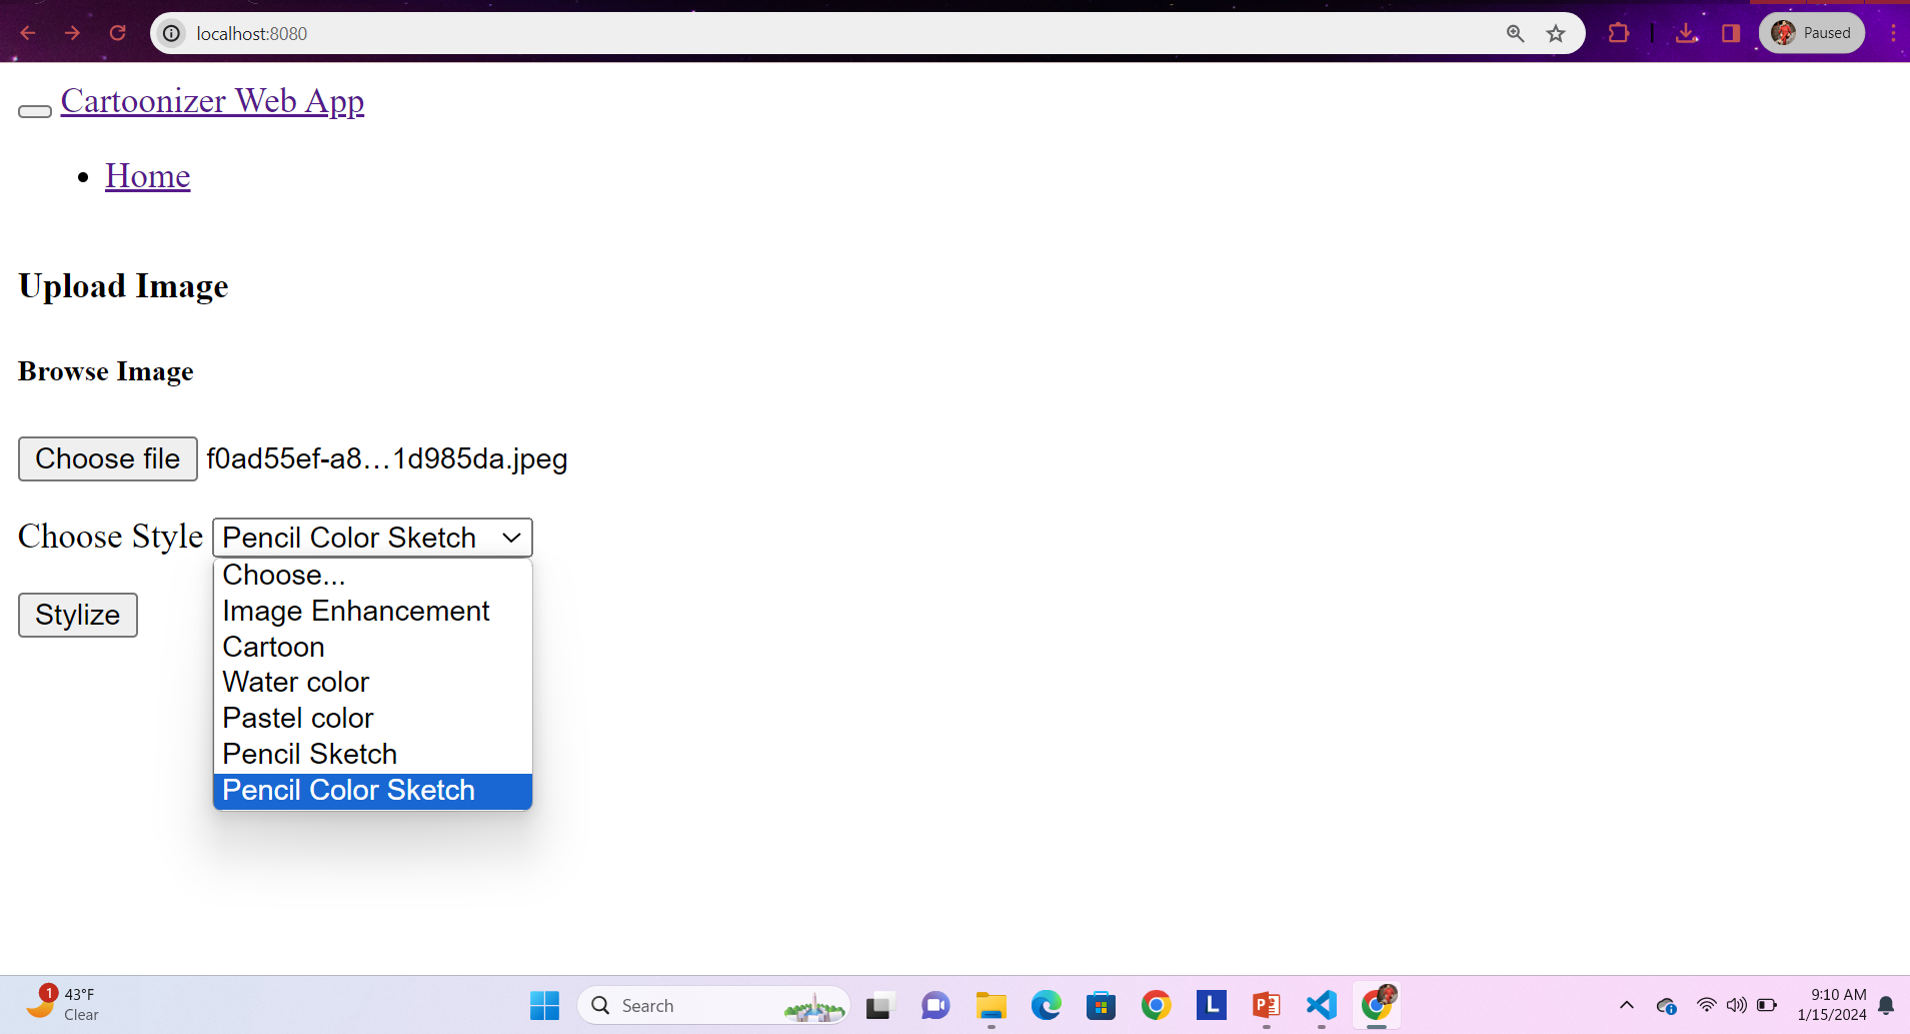 localhost:8080
Paused
Cartoonizer Web App
Home
Upload Image
Browse Image
Choose file f0ad55ef-a8…1d985da.jpeg
Choose Style Pencil Color Sketch
Choose...
Image Enhancement
Stylize
Cartoon
Water color
Pastel color
Pencil Sketch
Pencil Color Sketch
1
43°F
Clear
Search
L
P
9:10 AM
1/15/2024